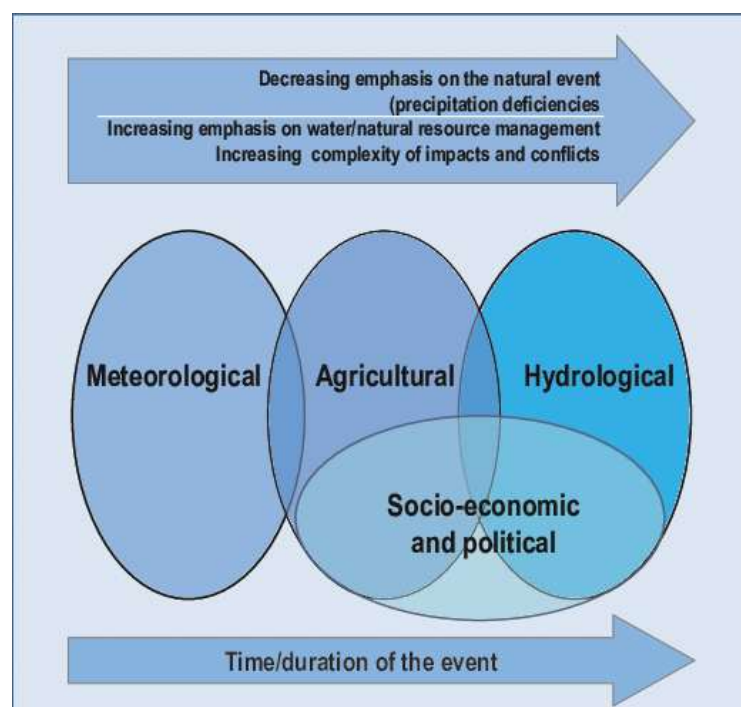 Decreasing emphasis on the natural event
(precipitation deficiencies
Increasing emphasis on water/natural resource management
Increasing complexity of impacts and conflicts
Meteorological
Agricultural
Hydrological
Socio-economic
and political
Time/duration of the event